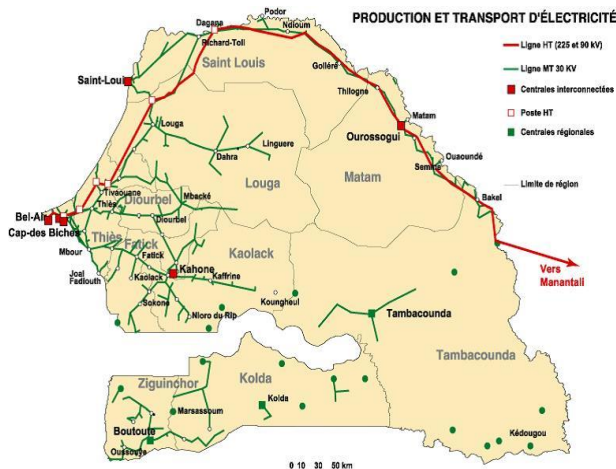 PRODUCTION ET TRANSPORT D'ÉLECTRICITÉ
Ligne HT (225 et 90 kV)
Ligne MT 30 KV
Centrales interconnectées
Poste HT
Centrales régionales
Limite de région
Podor
Dagana
Ndioum
Richard-Toll
Saint Louis
Golléré
Saint-Louis
Thilogne
Matam
Ourossogui
Louga
Linguere
Dahra
Ouaoundé
Semme
Matam
Louga
Bakel
Tivaouane
Diourbel
Mbacké
Thiès
Bel-Air
Diourbel
Cap-des Biches
Thiès
Fatick
Mbour
Fatick
Kaolack
Kahone
Vers
Manantali
Joal
Fadiouth
Kaolack
Kaffrine
Koungheul
Sokone
Nioro du Rip
Tambacounda
Tambacounda
Ziguinchor
Kolda
Kolda
Marsassoum
Boutoute
Oussouye
Kédougou
0 10 30 50 km